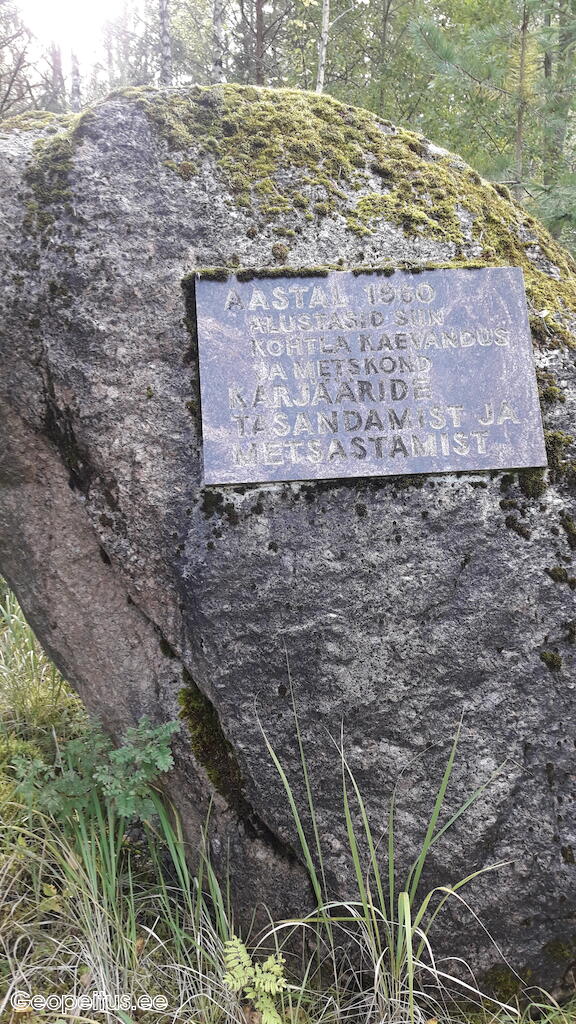 AASTAL 1960
ALUSTASID SIIN
KOHTLA KAEVANDUS
JA METSKOND
KARJÄÄRIDE
TASANDAMIST JA
METSASTAMIST
Geopeitus.ee